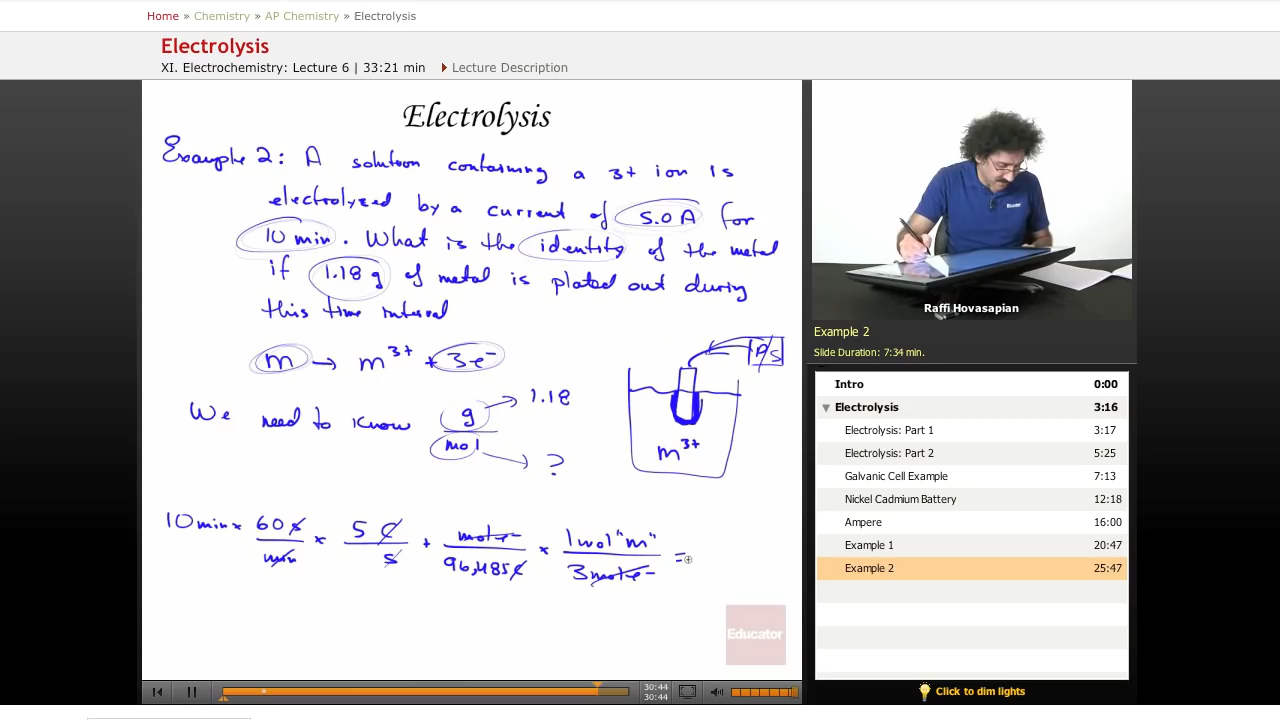 Home » Chemistry » AP Chemistry » Electrolysis
Electrolysis
XI. Electrochemistry: Lecture 6 | 33:21 min Lecture Description
Electrolysis
Example 2: A solution containing a 3+ ion is
electrolyzed by a current of 5.0 A for
10 min. What is the identity of the metal
if 1.18 g of metal is plated out during
this time interval
m → m³⁺ + 3e⁻
P/S
We need to know g/mol
1.18
?
m³⁺
10 min × 60 s/min × 5 C/s + mol e⁻/96,485 C × 1 mol "m"/3 mol e⁻ =
Educator
30:44
30:44
Educator
Raffi Hovasapian
Example 2
Slide Duration: 7:34 min.
Intro 0:00
Electrolysis 3:16
Electrolysis: Part 1 3:17
Electrolysis: Part 2 5:25
Galvanic Cell Example 7:13
Nickel Cadmium Battery 12:18
Ampere 16:00
Example 1 20:47
Example 2 25:47
Click to dim lights